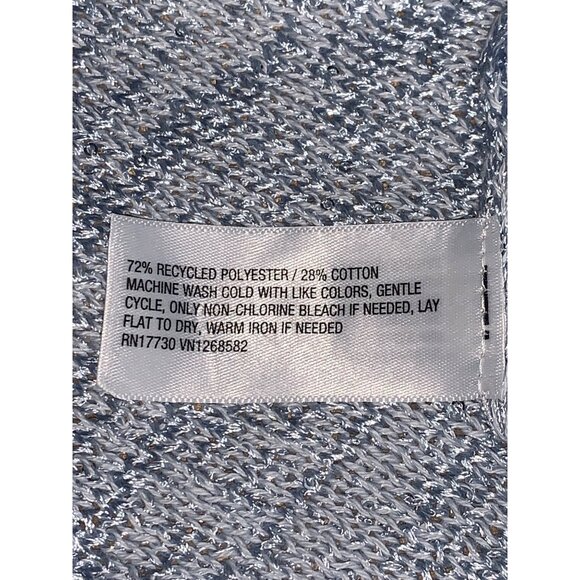 72% RECYCLED POLYESTER / 28% COTTON
MACHINE WASH COLD WITH LIKE COLORS, GENTLE
CYCLE, ONLY NON-CHLORINE BLEACH IF NEEDED, LAY
FLAT TO DRY, WARM IRON IF NEEDED
RN17730 VN1268582